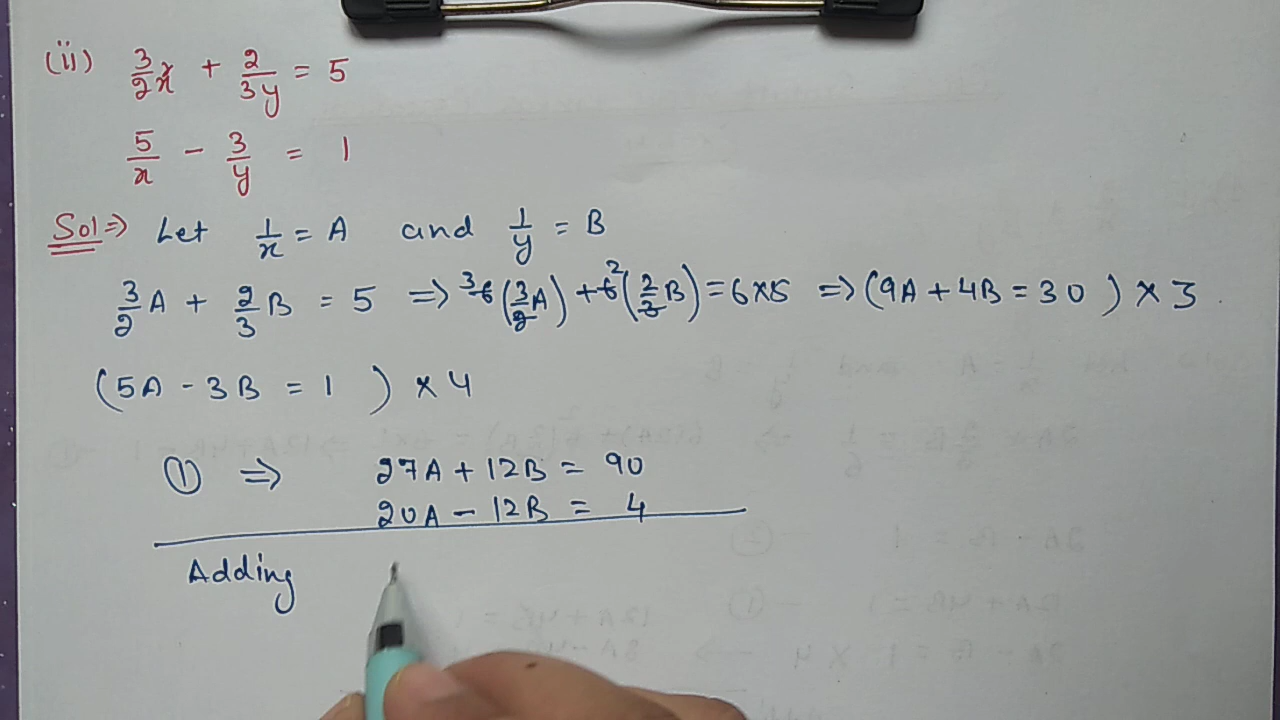 (ii) 3/2x + 2/3y = 5
5/x - 3/y = 1
Sol⇒ Let 1/x = A and 1/y = B
3/2 A + 2/3 B = 5 ⇒ 3 6(3/2 A) + 2 6(2/3 B) = 6×5 ⇒ (9A + 4B = 30) × 3
(5A - 3B = 1) × 4
① ⇒ 27A + 12B = 90
20A - 12B = 4
Adding